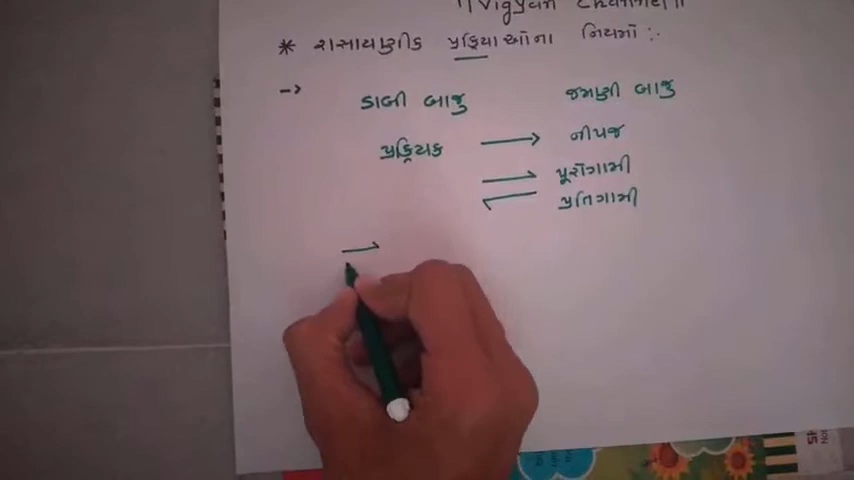 * રાસાયણીક પ્રક્રિયાઓના નિયમો :-
→ ડાબી બાજુ જમણી બાજુ
પ્રક્રિયક → નીપજ
⇀ પૂરોગામી
↽ પ્રતિગામી
⇀